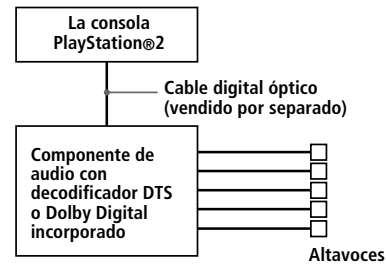 La consola
PlayStation®2
Cable digital óptico
(vendido por separado)
Componente de
audio con
decodificador DTS
o Dolby Digital
incorporado
Altavoces